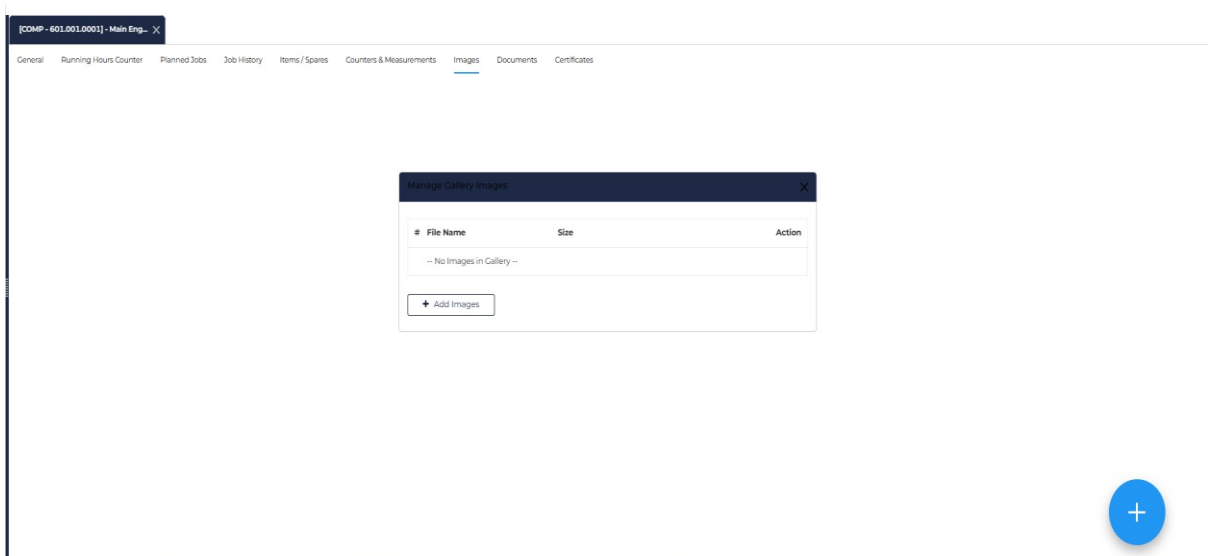 [COMP - 601.001.0001] - Main Eng... X
General Running Hours Counter Planned Jobs Job History Items / Spares Counters & Measurements Images Documents Certificates
Manage Gallery Images X
# File Name Size Action
-- No Images in Gallery --
+ Add Images
+